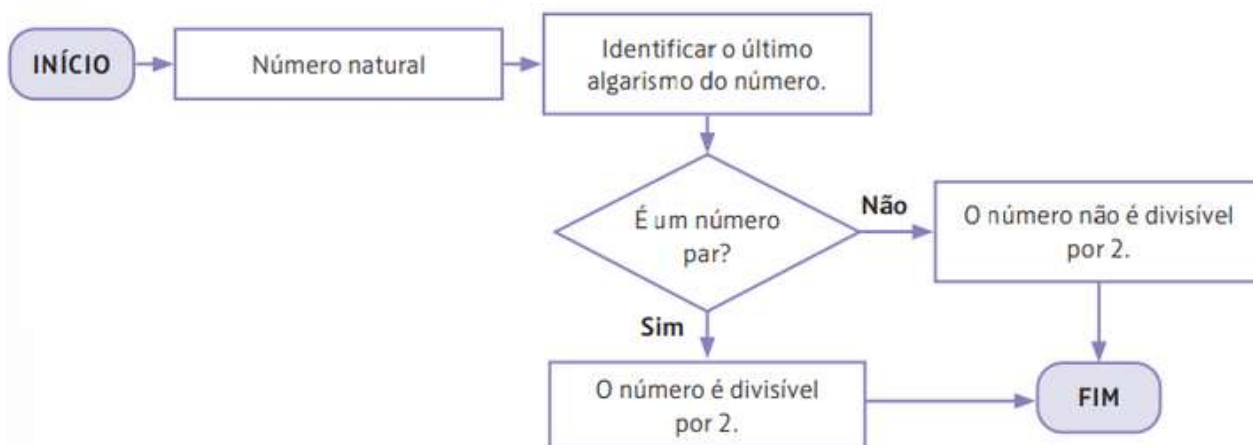 INÍCIO
Número natural
Identificar o último
algarismo do número.
É um número
par?
Não
O número não é divisível
por 2.
Sim
O número é divisível
por 2.
FIM